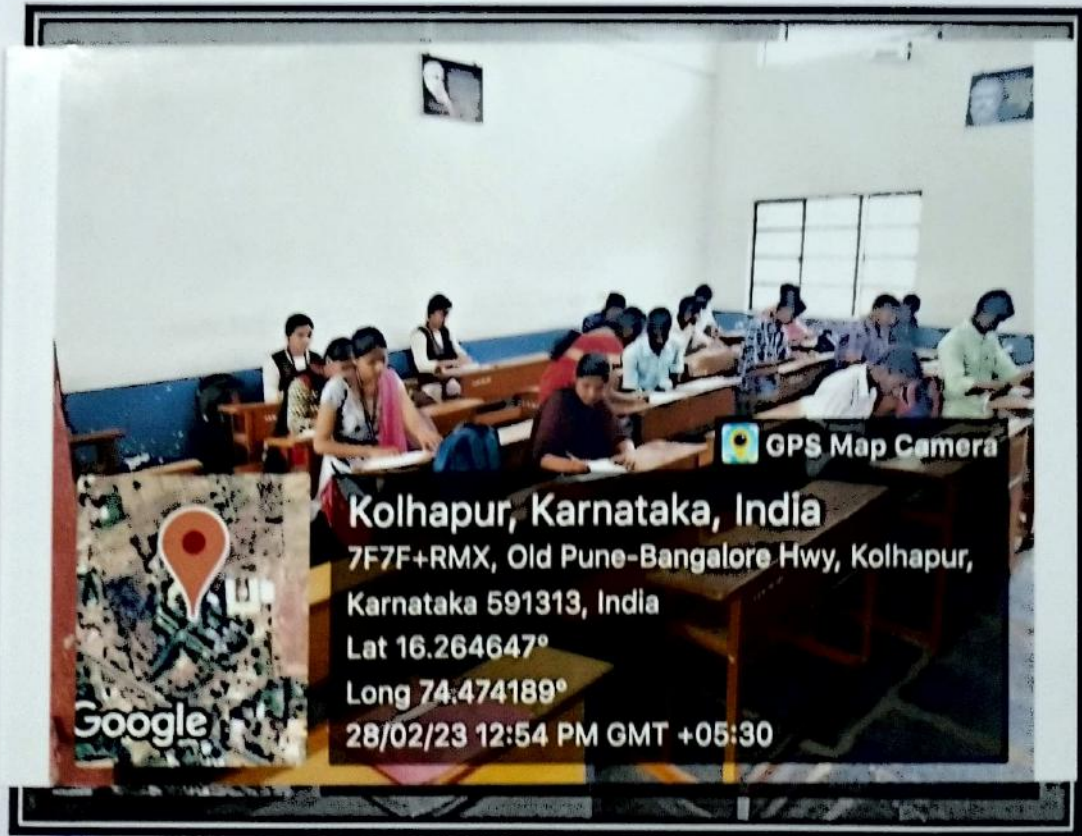 GPS Map Camera
Kolhapur, Karnataka, India
7F7F+RMX, Old Pune-Bangalore Hwy, Kolhapur,
Karnataka 591313, India
Lat 16.264647°
Long 74.474189°
28/02/23 12:54 PM GMT +05:30
Google